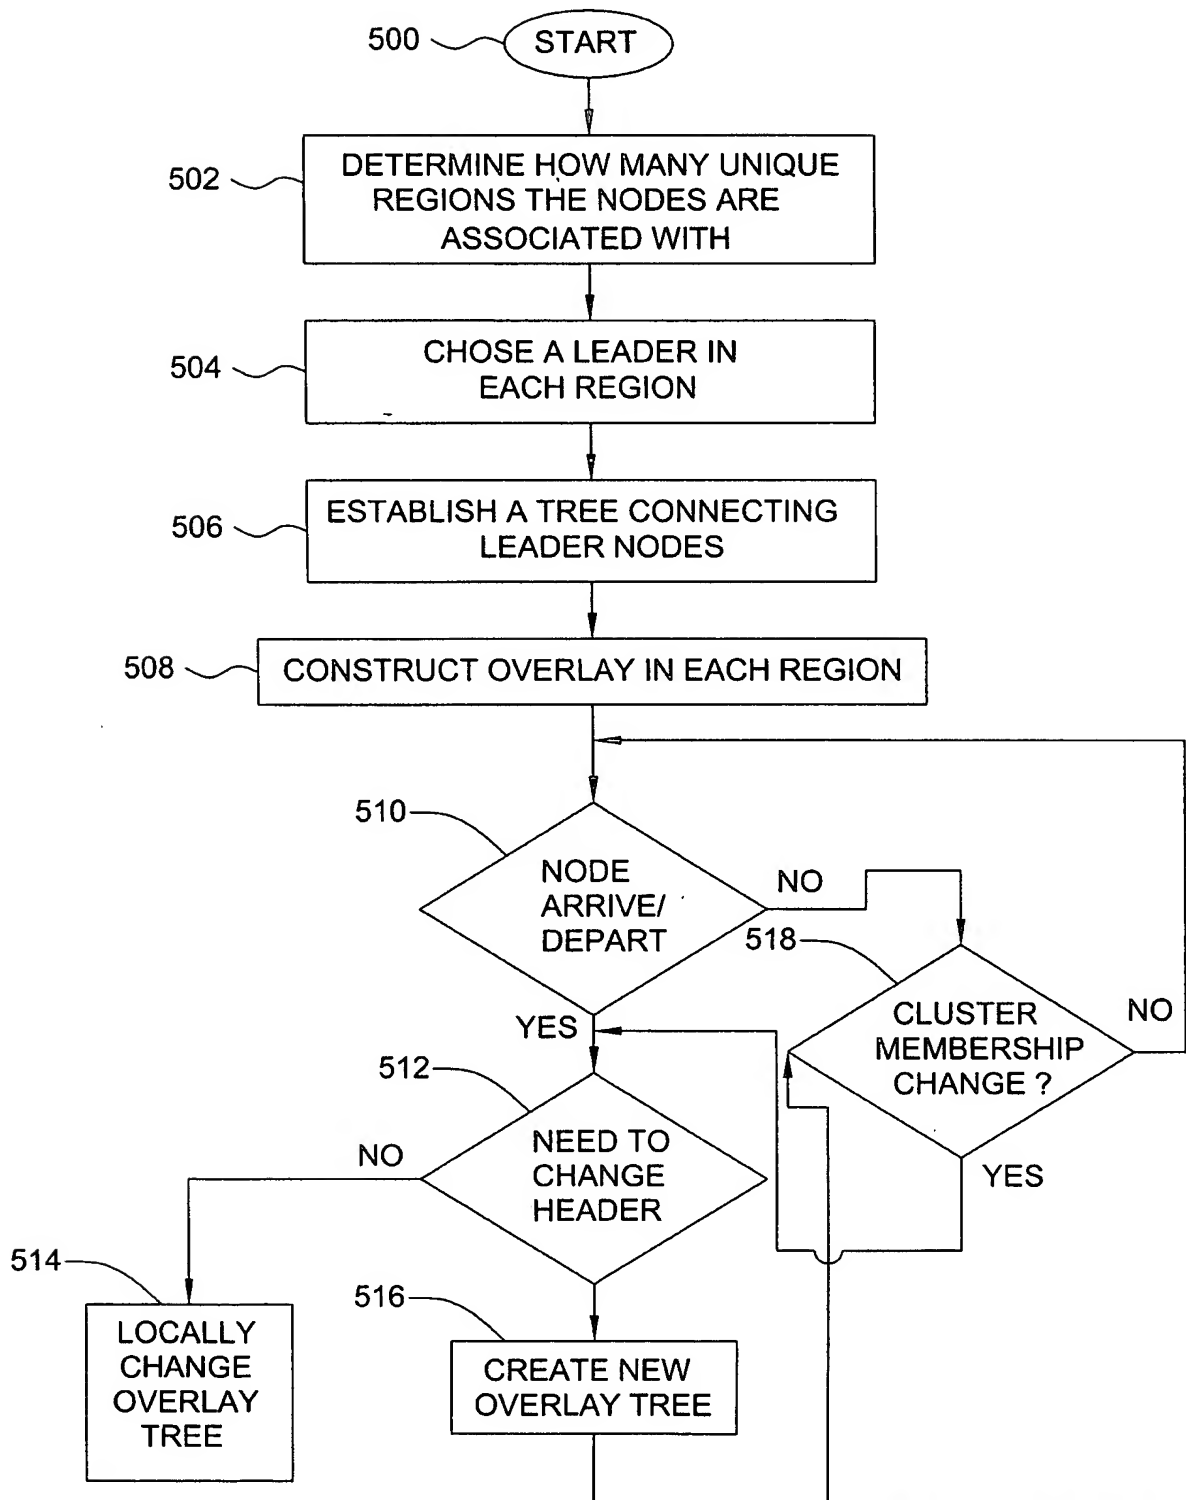 500
START
502
DETERMINE HOW MANY UNIQUE
REGIONS THE NODES ARE
ASSOCIATED WITH
504
CHOSE A LEADER IN
EACH REGION
506
ESTABLISH A TREE CONNECTING
LEADER NODES
508
CONSTRUCT OVERLAY IN EACH REGION
510
NODE
ARRIVE/
DEPART
NO
518
CLUSTER
MEMBERSHIP
CHANGE ?
NO
YES
YES
512
NEED TO
CHANGE
HEADER
NO
514
LOCALLY
CHANGE
OVERLAY
TREE
516
CREATE NEW
OVERLAY TREE